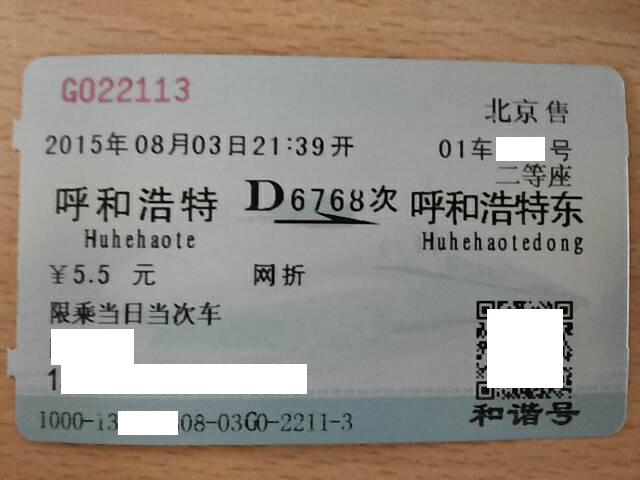 G022113
北京 售
2015年08月03日21:39开
01车 号
二等座
呼和浩特 D6768次 呼和浩特东
Huhehaote Huhehaotedong
￥5.5 元 网折
限乘当日当次车
1
和谐号
1000-13 08-03G0-2211-3